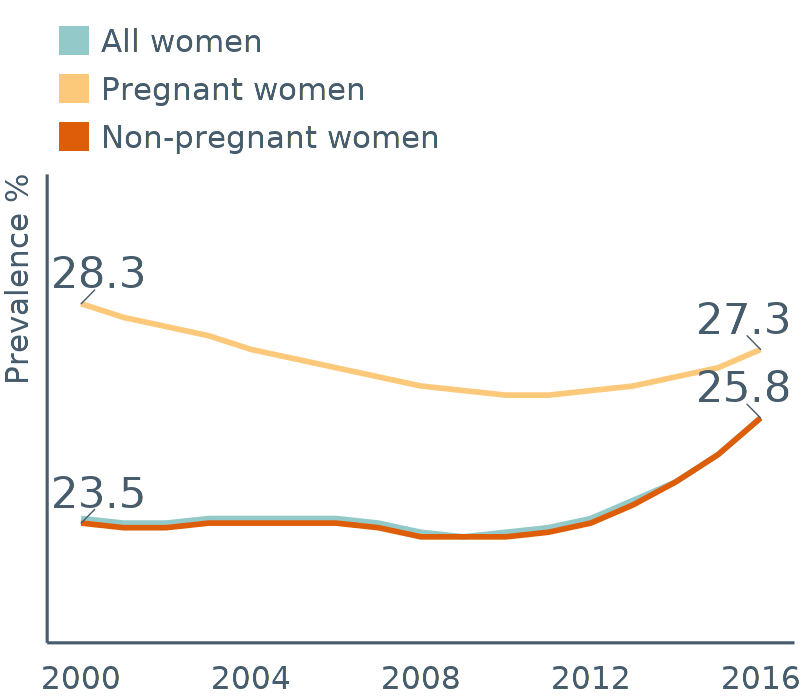 All women
Pregnant women
Non-pregnant women
Prevalence %
28.3
27.3
25.8
23.5
2000 2004 2008 2012 2016